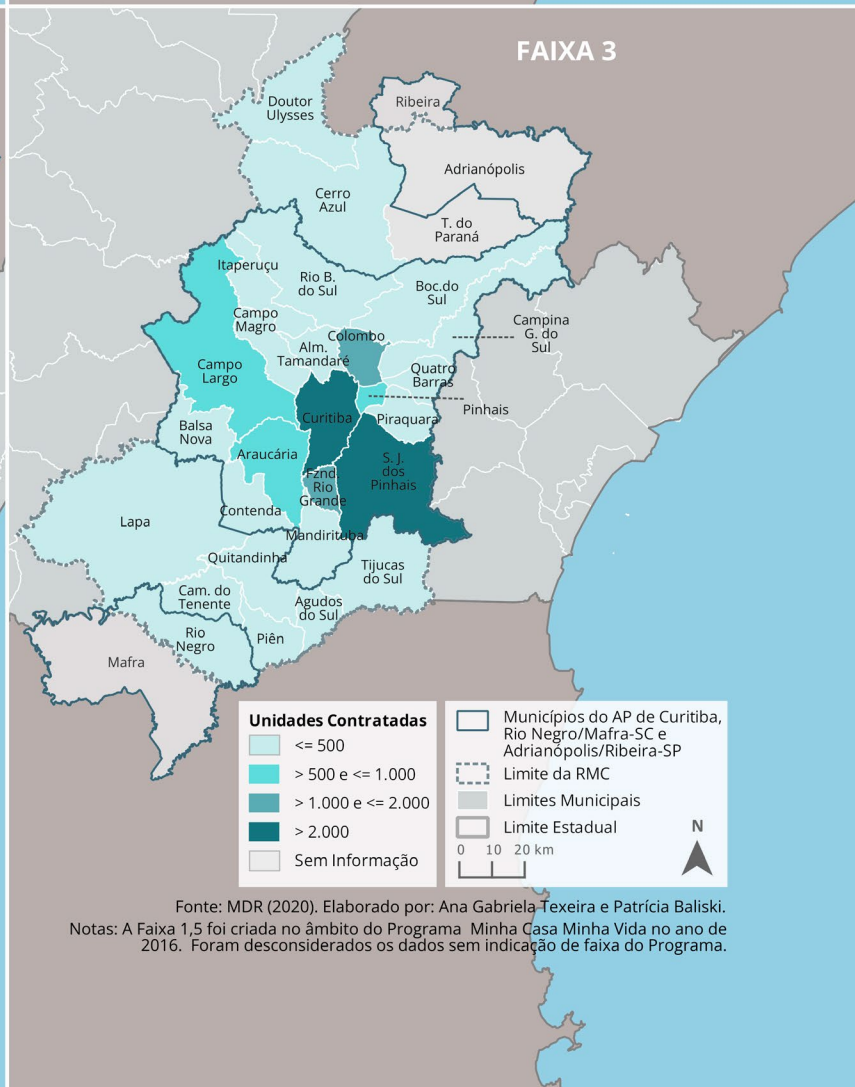 FAIXA 3
Doutor
Ulysses
Ribeira
Adrianópolis
Cerro
Azul
T. do
Paraná
Itaperuçu
Rio B.
do Sul
Boc.do
Sul
Campo
Magro
Campina
G. do
Sul
Colombo
Alm.
Tamandaré
Campo
Largo
Quatro
Barras
Pinhais
Curitiba
Piraquara
Balsa
Nova
Araucária
S. J.
dos
Pinhais
Fznd.
Rio
Grande
Contenda
Lapa
Mandirituba
Quitandinha
Tijucas
do Sul
Cam. do
Tenente
Agudos
do Sul
Rio
Negro
Piên
Mafra
Unidades Contratadas
<= 500
> 500 e <= 1.000
> 1.000 e <= 2.000
> 2.000
Sem Informação
Municípios do AP de Curitiba,
Rio Negro/Mafra-SC e
Adrianópolis/Ribeira-SP
Limite da RMC
Limites Municipais
Limite Estadual
N
0 10 20 km
Fonte: MDR (2020). Elaborado por: Ana Gabriela Texeira e Patrícia Baliski.
Notas: A Faixa 1,5 foi criada no âmbito do Programa Minha Casa Minha Vida no ano de
2016. Foram desconsiderados os dados sem indicação de faixa do Programa.